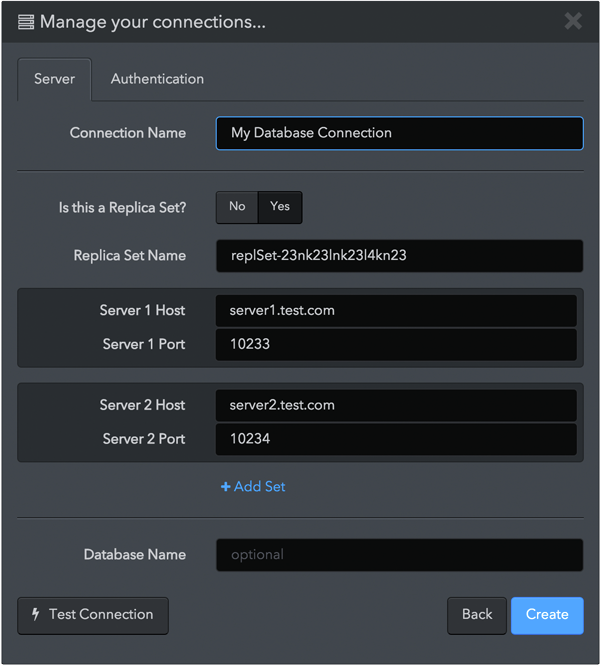 Manage your connections...
Server Authentication
Connection Name My Database Connection
Is this a Replica Set? No Yes
Replica Set Name replSet-23nk23lnk23l4kn23
Server 1 Host server1.test.com
Server 1 Port 10233
Server 2 Host server2.test.com
Server 2 Port 10234
+ Add Set
Database Name optional
Test Connection Back Create